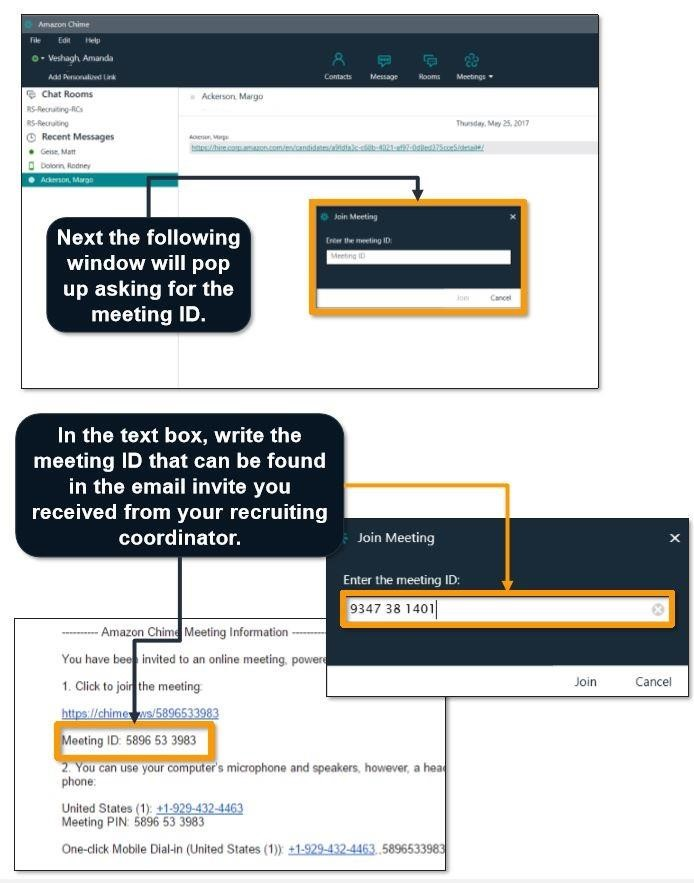 Amazon Chime
File Edit Help
Veshagh, Amanda
Add Personalized Link
Contacts Message Rooms Meetings
Chat Rooms
RS-Recruiting-RCs
RS-Recruiting
Recent Messages
Geise, Matt
Dolorin, Rodney
Ackerson, Margo
Ackerson, Margo
Thursday, May 25, 2017
Ackerson, Margo
https://hire.corp.amazon.com/en/candidates/a9fdfa3c-c68b-4021-af97-0d8ed375cce5/detail#/
Join Meeting
Enter the meeting ID:
Meeting ID
Join Cancel
Next the following
window will pop
up asking for the
meeting ID.
In the text box, write the
meeting ID that can be found
in the email invite you
received from your recruiting
coordinator.
Join Meeting
Enter the meeting ID:
9347 38 1401
Join Cancel
---------- Amazon Chime Meeting Information ----------
You have been invited to an online meeting, powere
1. Click to join the meeting:
https://chime.aws/5896533983
Meeting ID: 5896 53 3983
2. You can use your computer's microphone and speakers, however, a head
phone:
United States (1): +1-929-432-4463
Meeting PIN: 5896 53 3983
One-click Mobile Dial-in (United States (1)): +1-929-432-4463,,5896533983